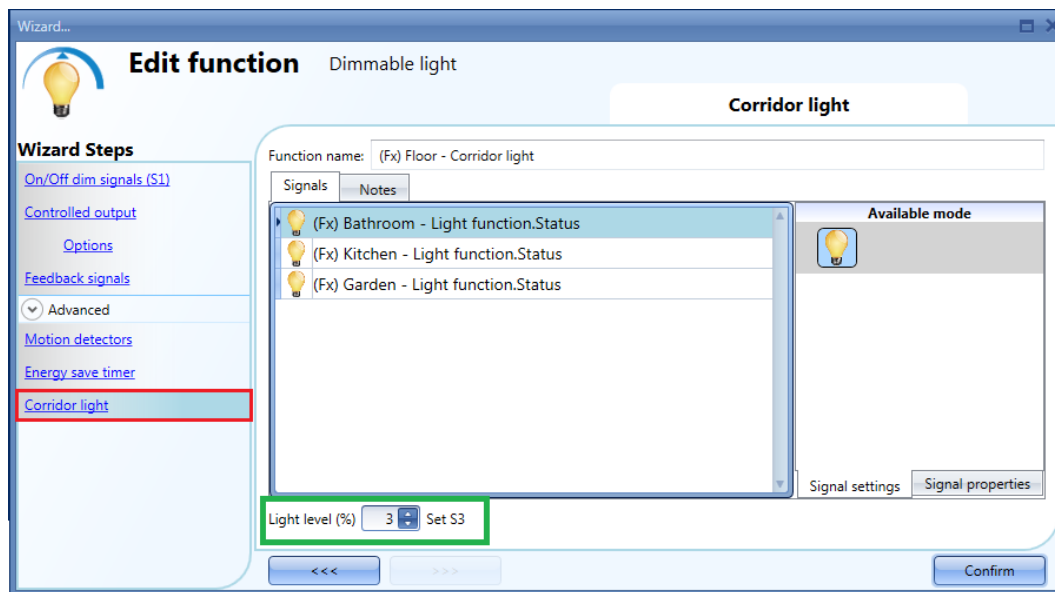 Wizard...
Edit function Dimmable light
Corridor light
Wizard Steps
On/Off dim signals (S1)
Controlled output
Options
Feedback signals
Advanced
Motion detectors
Energy save timer
Corridor light
Function name: (Fx) Floor - Corridor light
Signals Notes
(Fx) Bathroom - Light function.Status
(Fx) Kitchen - Light function.Status
(Fx) Garden - Light function.Status
Available mode
Signal settings Signal properties
Light level (%) 3 Set S3
<<< >>> Confirm